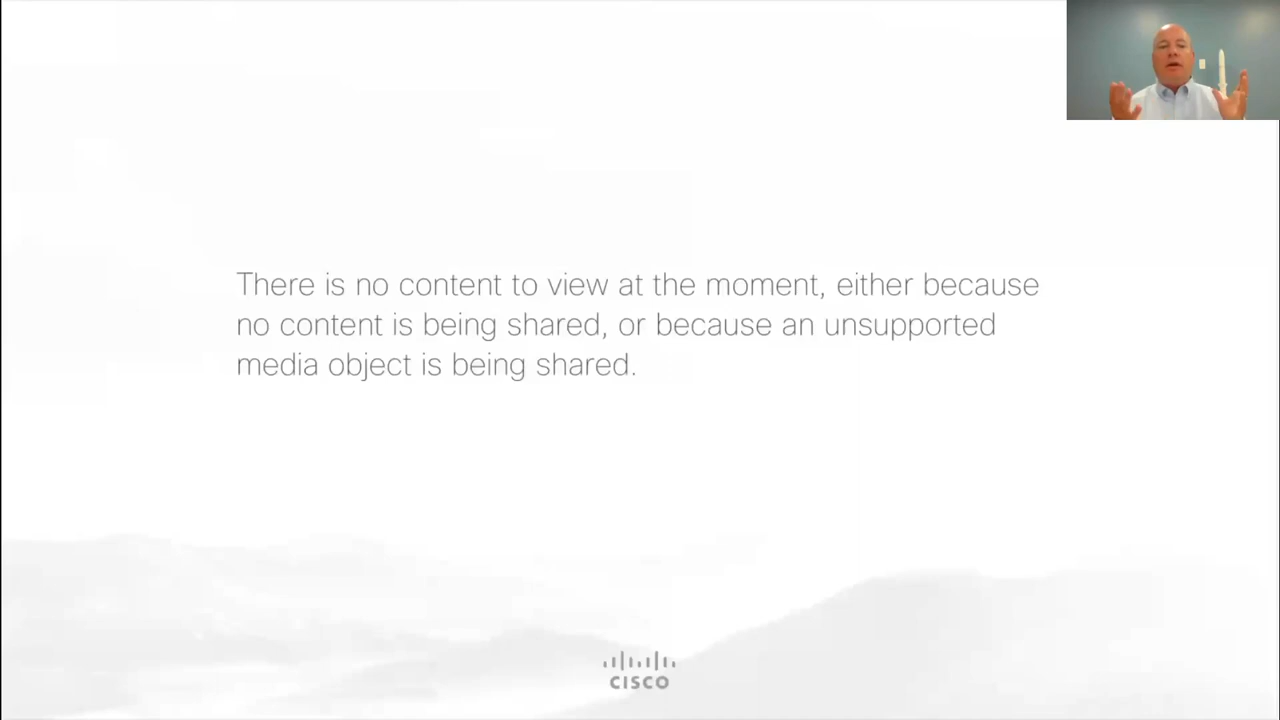 There is no content to view at the moment, either because
no content is being shared, or because an unsupported
media object is being shared.
CISCO